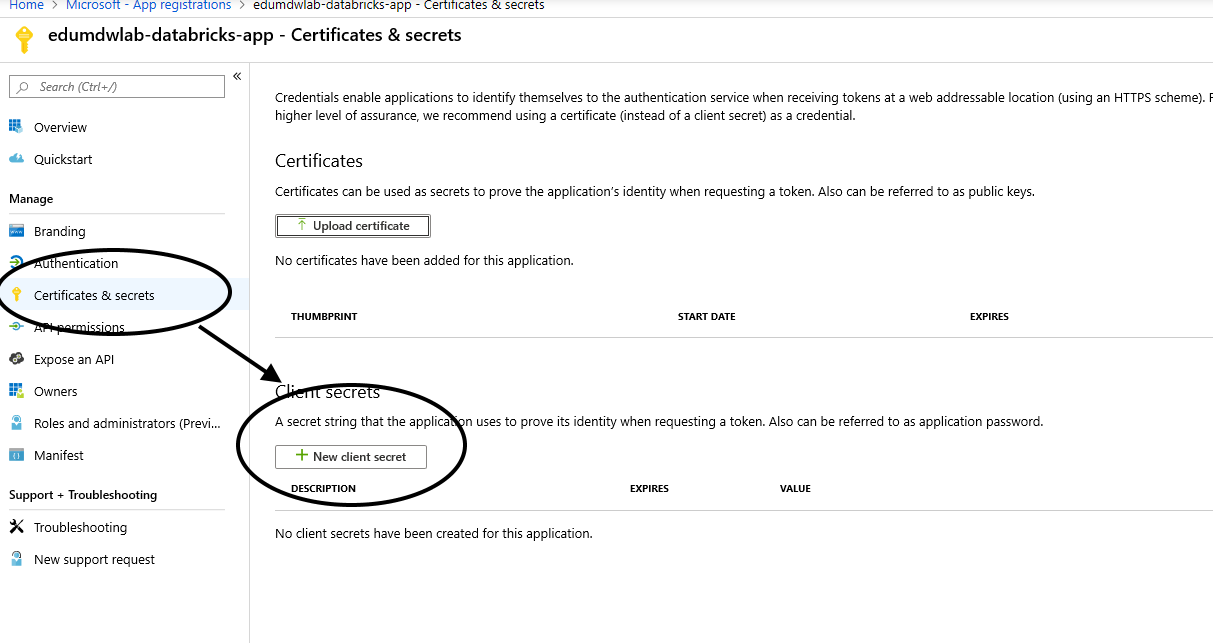 Home > Microsoft - App registrations > edumdwlab-databricks-app - Certificates & secrets
edumdwlab-databricks-app - Certificates & secrets
Search (Ctrl+/)
«
Overview
Quickstart
Manage
Branding
Authentication
Certificates & secrets
API permissions
Expose an API
Owners
Roles and administrators (Previ...
Manifest
Support + Troubleshooting
Troubleshooting
New support request
Credentials enable applications to identify themselves to the authentication service when receiving tokens at a web addressable location (using an HTTPS scheme). F
higher level of assurance, we recommend using a certificate (instead of a client secret) as a credential.
Certificates
Certificates can be used as secrets to prove the application's identity when requesting a token. Also can be referred to as public keys.
Upload certificate
No certificates have been added for this application.
THUMBPRINT START DATE EXPIRES
Client secrets
A secret string that the application uses to prove its identity when requesting a token. Also can be referred to as application password.
+ New client secret
DESCRIPTION EXPIRES VALUE
No client secrets have been created for this application.